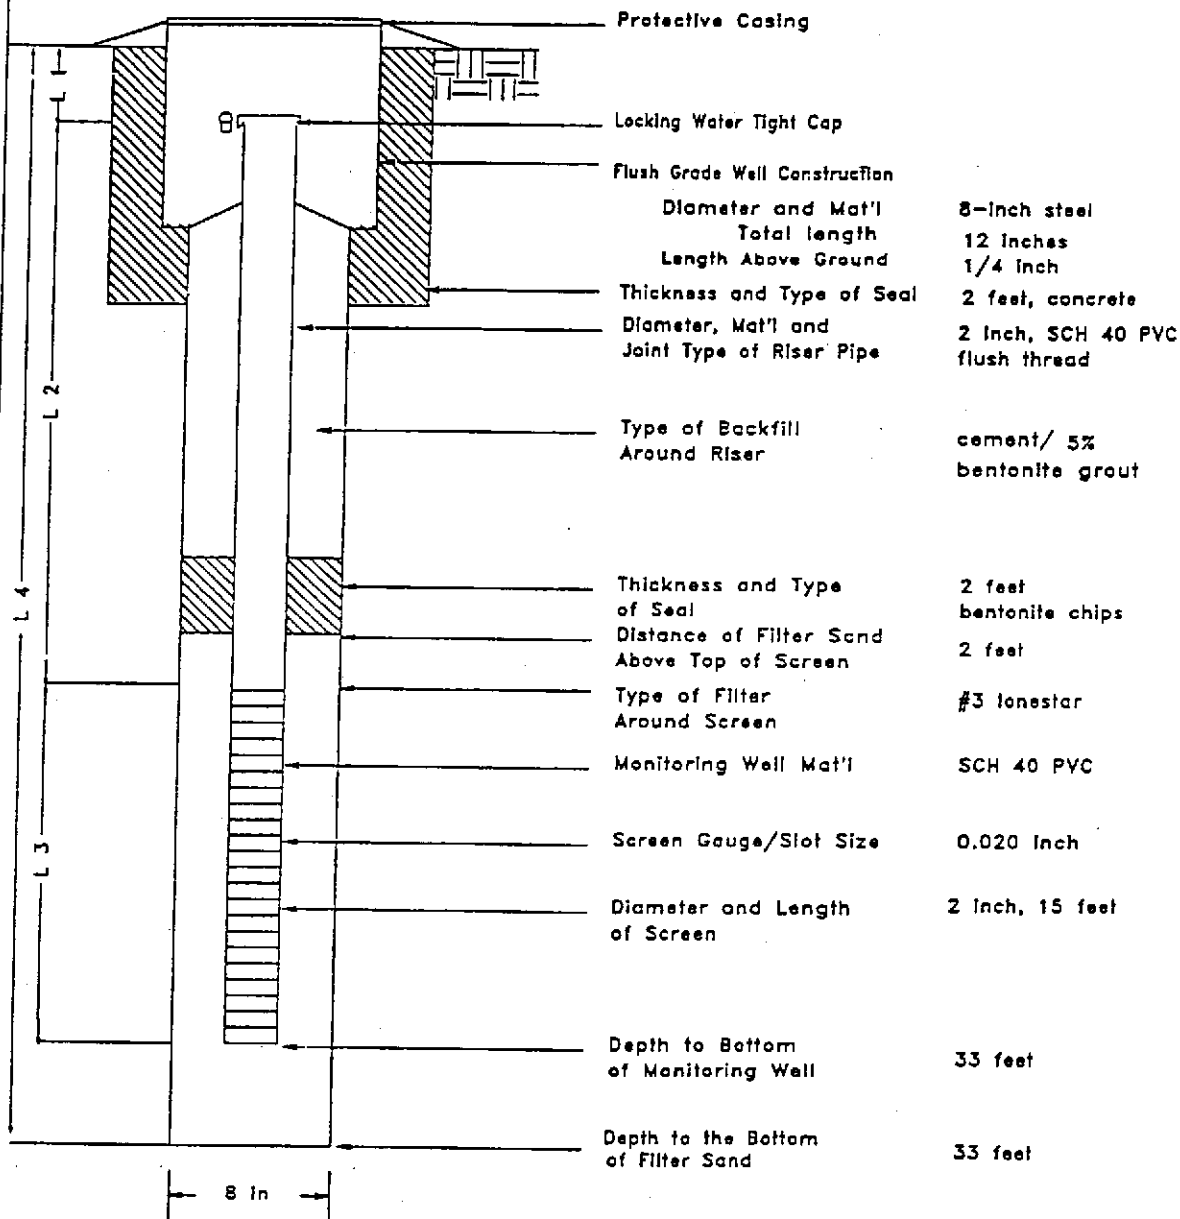 Protective Casing
L 1
Locking Water Tight Cap
Flush Grade Well Construction
Diameter and Mat'l 8-inch steel
Total length 12 inches
Length Above Ground 1/4 inch
Thickness and Type of Seal 2 feet, concrete
Diameter, Mat'l and 2 inch, SCH 40 PVC
Joint Type of Riser Pipe flush thread
L 2
Type of Backfill cement/ 5%
Around Riser bentonite grout
L 4
Thickness and Type 2 feet
of Seal bentonite chips
Distance of Filter Sand
Above Top of Screen 2 feet
Type of Filter #3 lonestar
Around Screen
Monitoring Well Mat'l SCH 40 PVC
L 3
Screen Gauge/Slot Size 0.020 inch
Diameter and Length 2 inch, 15 feet
of Screen
Depth to Bottom
of Monitoring Well 33 feet
Depth to the Bottom
of Filter Sand 33 feet
8 in